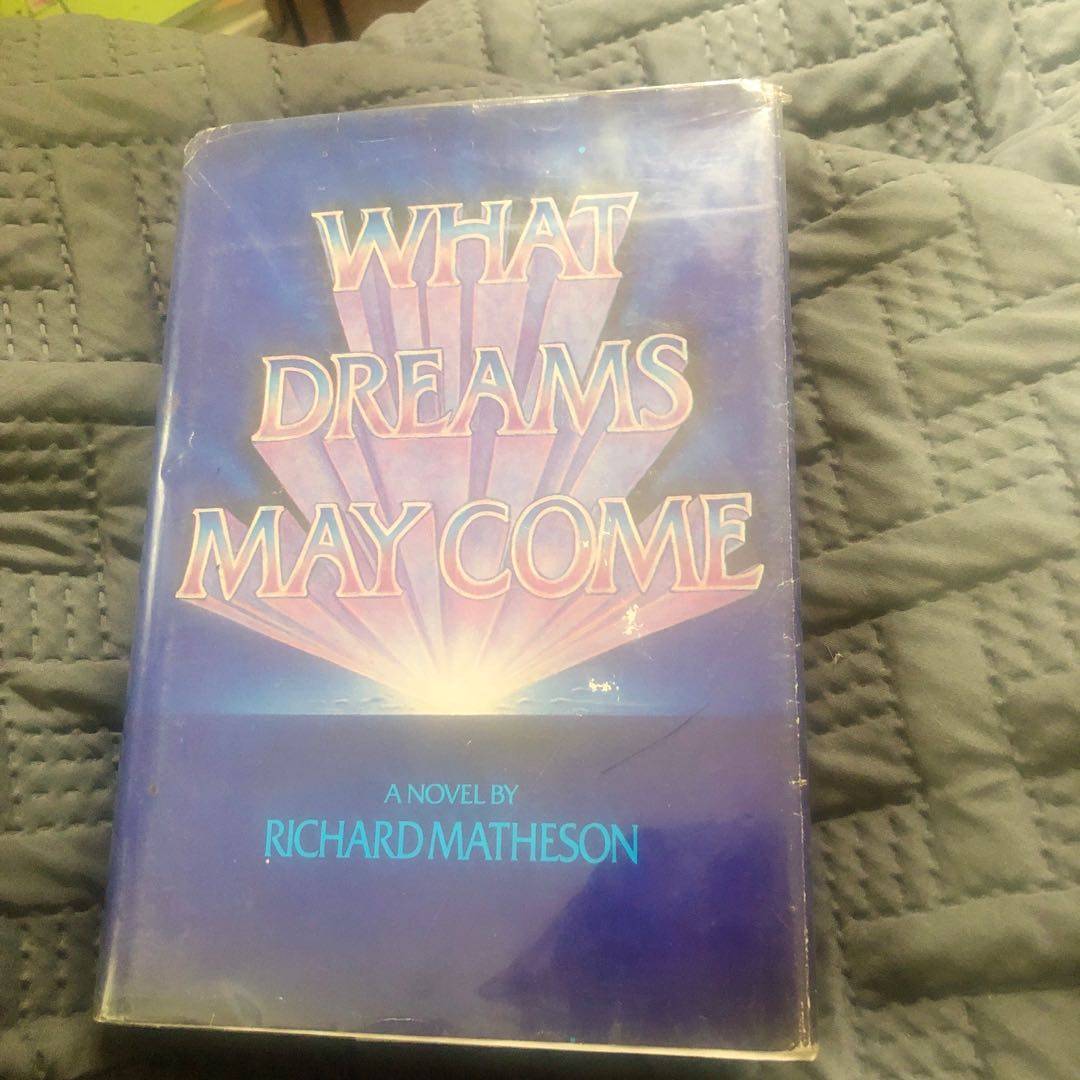 WHAT
DREAMS
MAY COME
A NOVEL BY
RICHARD MATHESON